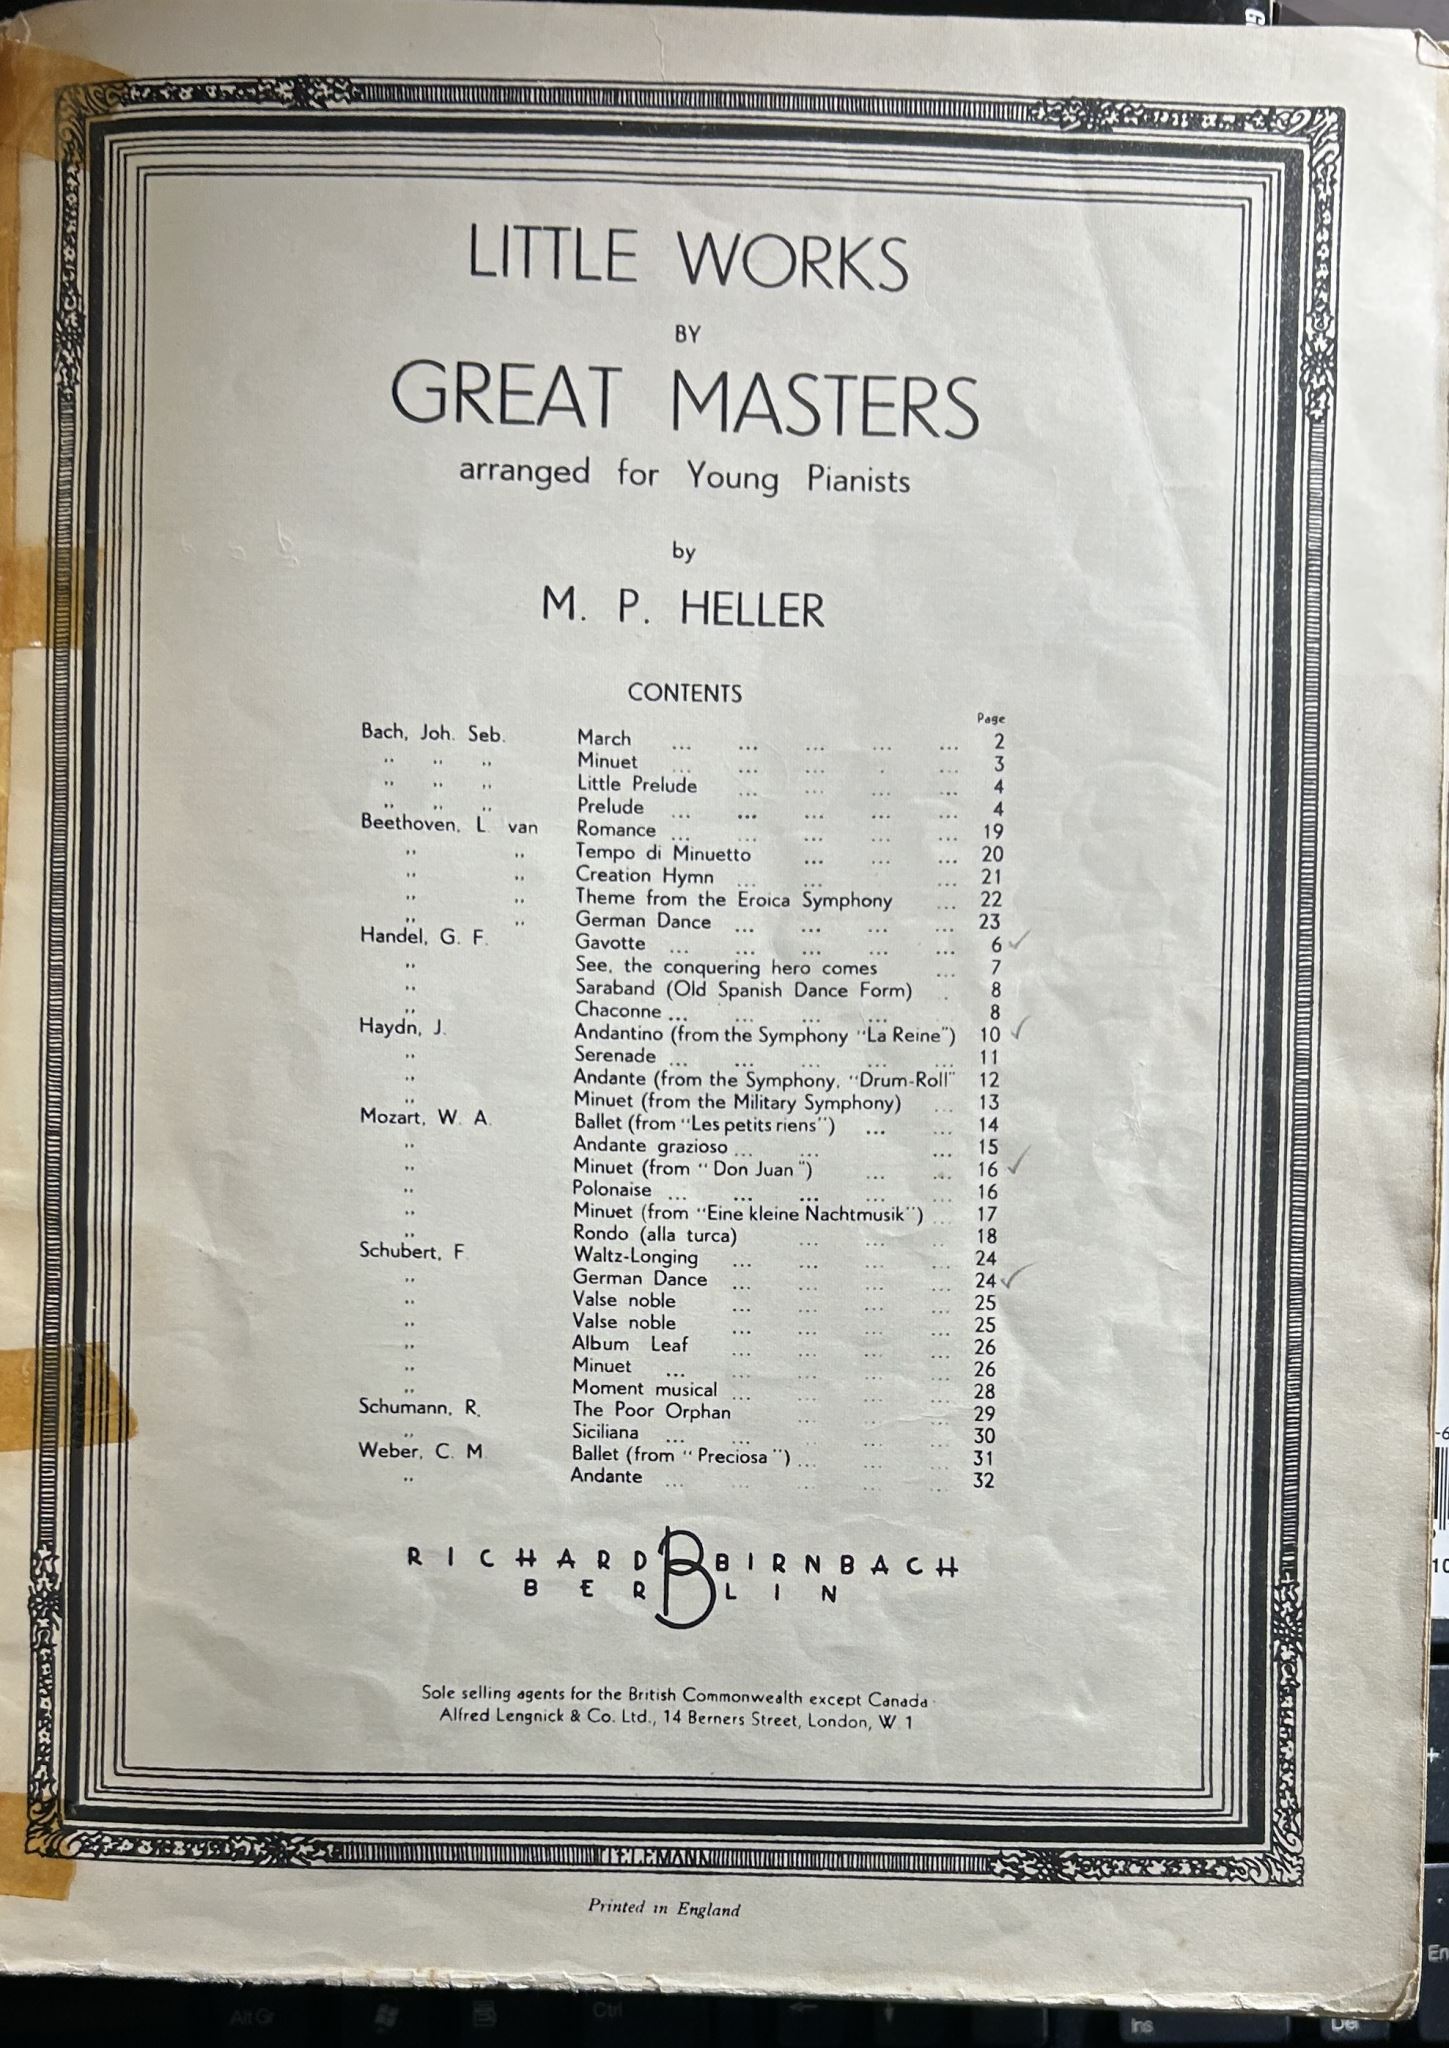 LITTLE WORKS
BY
GREAT MASTERS
arranged for Young Pianists
by
M. P. HELLER
CONTENTS
Page
Bach, Joh. Seb. March ... ... ... ... ... 2
" " " Minuet ... ... ... . ... 3
" " " Little Prelude ... ... ... ... 4
" " " Prelude ... ... ... ... ... 4
Beethoven, L. van Romance ... ... ... ... ... 19
" " Tempo di Minuetto ... ... ... 20
" " Creation Hymn ... ... ... 21
" " Theme from the Eroica Symphony ... 22
" " German Dance ... ... ... ... 23
Handel, G. F. Gavotte ... ... ... ... ... 6 ✓
" See, the conquering hero comes ... 7
" Saraband (Old Spanish Dance Form) .. 8
" Chaconne ... ... ... ... ... 8
Haydn, J. Andantino (from the Symphony "La Reine") 10 ✓
" Serenade ... ... ... ... ... 11
" Andante (from the Symphony, "Drum-Roll" 12
" Minuet (from the Military Symphony) ... 13
Mozart, W. A. Ballet (from "Les petits riens") ... ... 14
" Andante grazioso ... ... ... 15
" Minuet (from "Don Juan") ... ... 16 ✓
" Polonaise ... ... ... ... ... 16
" Minuet (from "Eine kleine Nachtmusik") ... 17
" Rondo (alla turca) ... ... .. 18
Schubert, F. Waltz-Longing ... ... ... ... 24
" German Dance ... ... ... ... 24 ✓
" Valse noble ... ... ... ... 25
" Valse noble ... ... ... ... 25
" Album Leaf ... ... ... ... 26
" Minuet ... ... ... ... ... 26
" Moment musical ... ... ... ... 28
Schumann, R. The Poor Orphan ... ... ... 29
" Siciliana ... ... ... ... ... 30
Weber, C. M. Ballet (from "Preciosa") ... ... ... 31
" Andante ... ... ... ... ... 32
RICHARD B BIRNBACH
BERLIN
Sole selling agents for the British Commonwealth except Canada
Alfred Lengnick & Co. Ltd., 14 Berners Street, London, W.1
TELEMANN
Printed in England
Alt Gr
Ctrl
Ins
Del
En